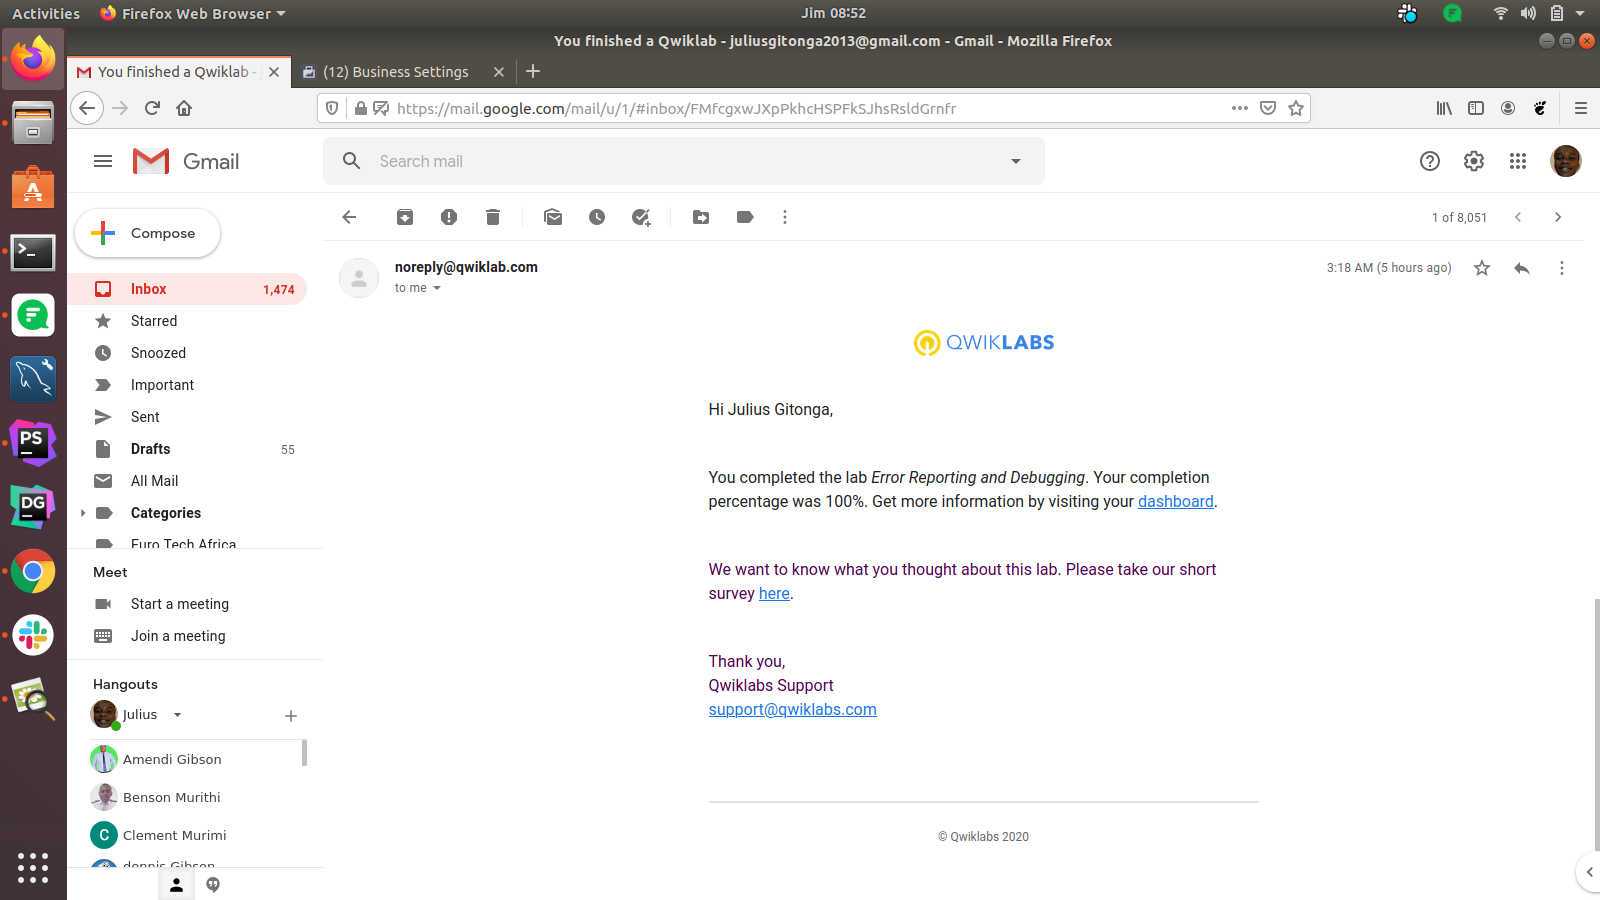 Activities
Firefox Web Browser
Jim 08:52
You finished a Qwiklab - juliusgitonga2013@gmail.com - Gmail - Mozilla Firefox
You finished a Qwiklab -
(12) Business Settings
https://mail.google.com/mail/u/1/#inbox/FMfcgxwJXpPkhcHSPFkSJhsRsldGrnfr
Gmail
Search mail
Compose
1 of 8,051
Inbox 1,474
Starred
Snoozed
Important
Sent
Drafts 55
All Mail
Categories
Euro Tech Africa
Meet
Start a meeting
Join a meeting
Hangouts
Julius
Amendi Gibson
Benson Murithi
C Clement Murimi
dennis Gibson
noreply@qwiklab.com
3:18 AM (5 hours ago)
to me
QWIKLABS
Hi Julius Gitonga,
You completed the lab Error Reporting and Debugging. Your completion
percentage was 100%. Get more information by visiting your dashboard.
We want to know what you thought about this lab. Please take our short
survey here.
Thank you,
Qwiklabs Support
support@qwiklabs.com
© Qwiklabs 2020
PS
DG